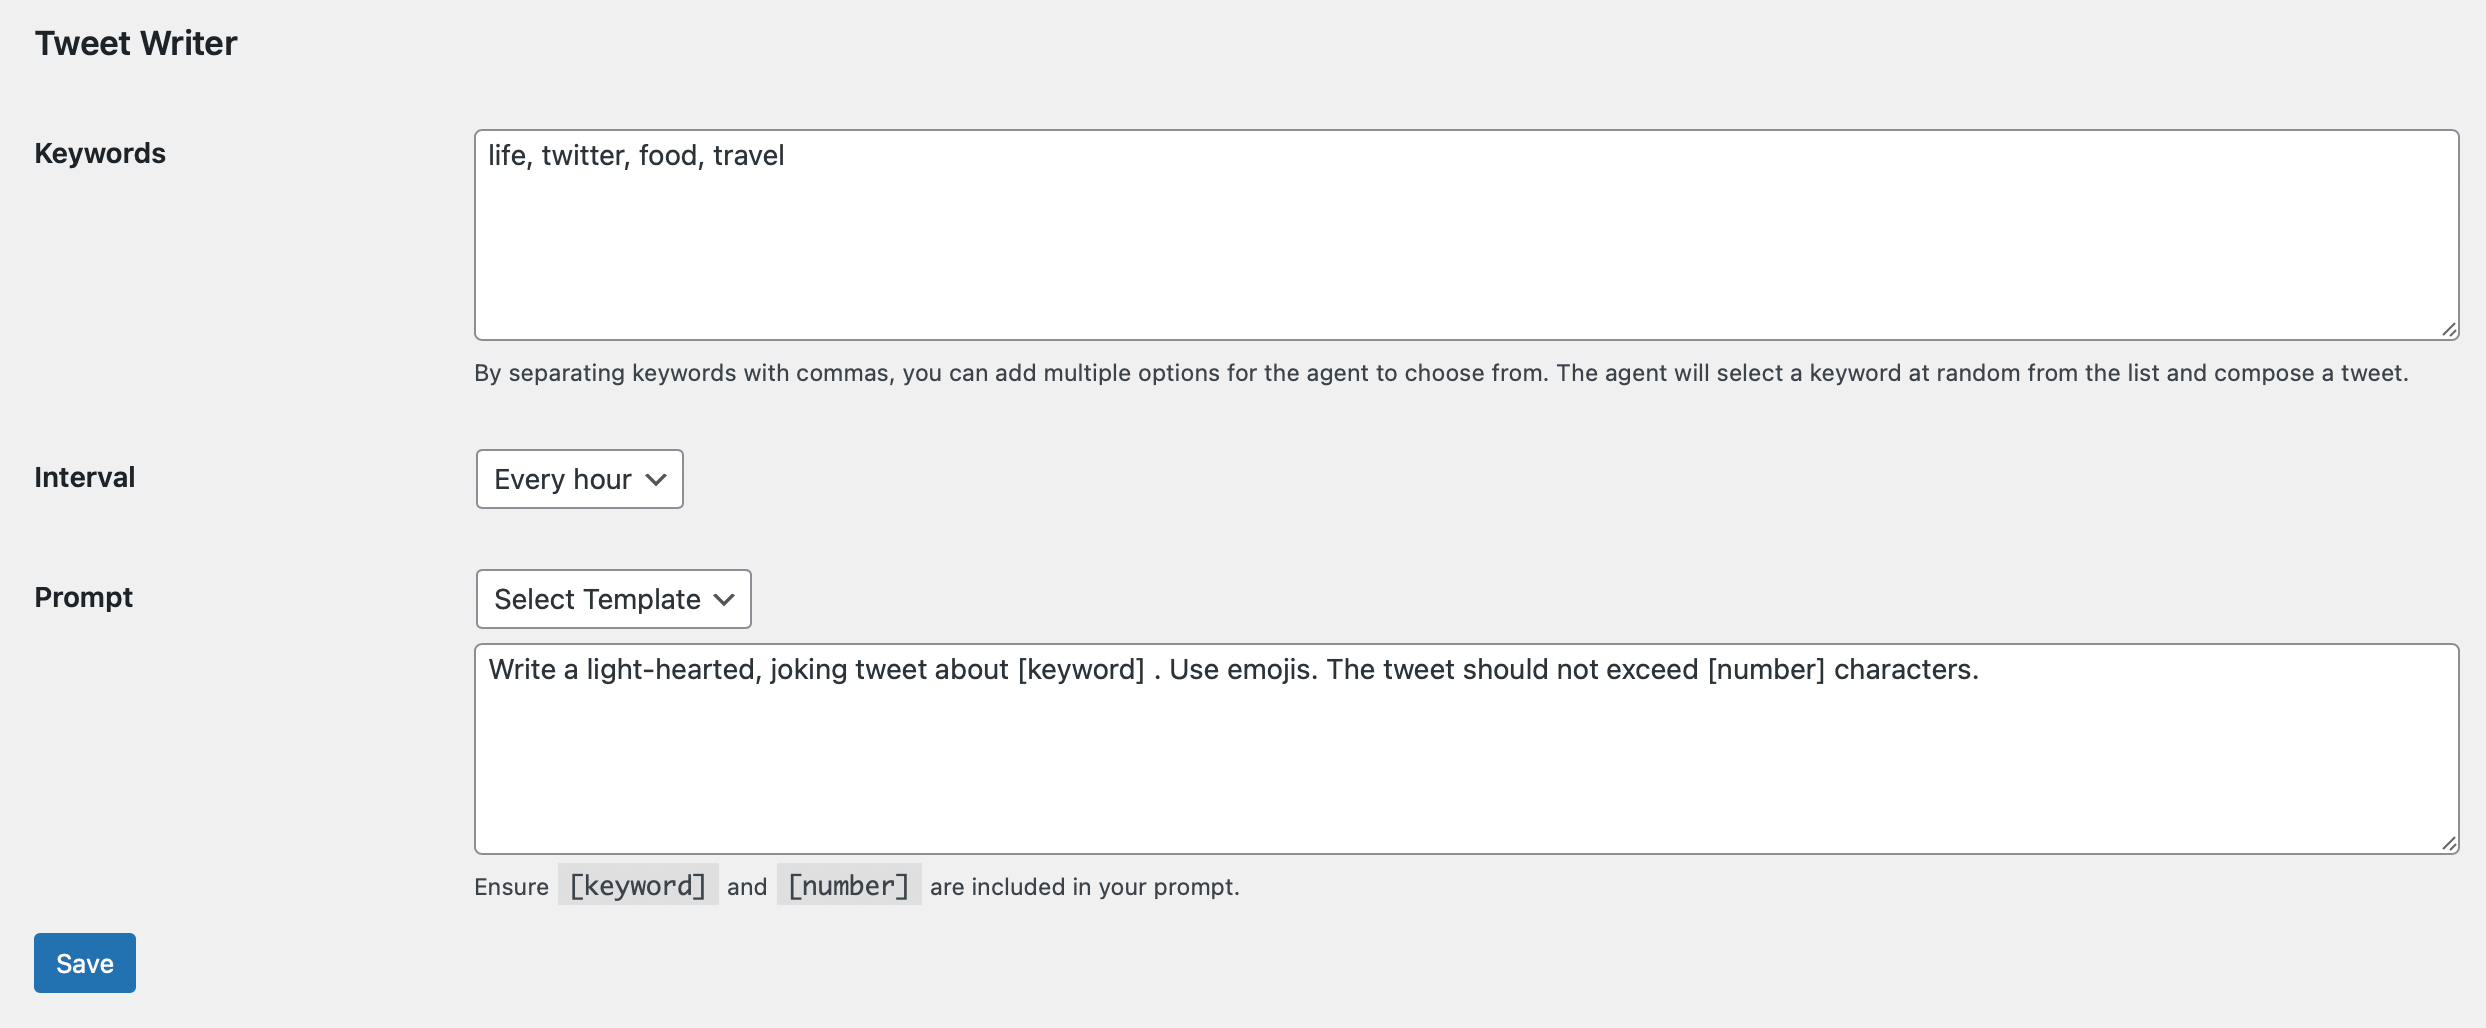 Tweet Writer
Keywords
life, twitter, food, travel
By separating keywords with commas, you can add multiple options for the agent to choose from. The agent will select a keyword at random from the list and compose a tweet.
Interval
Every hour
Prompt
Select Template
Write a light-hearted, joking tweet about [keyword] . Use emojis. The tweet should not exceed [number] characters.
Ensure [keyword] and [number] are included in your prompt.
Save